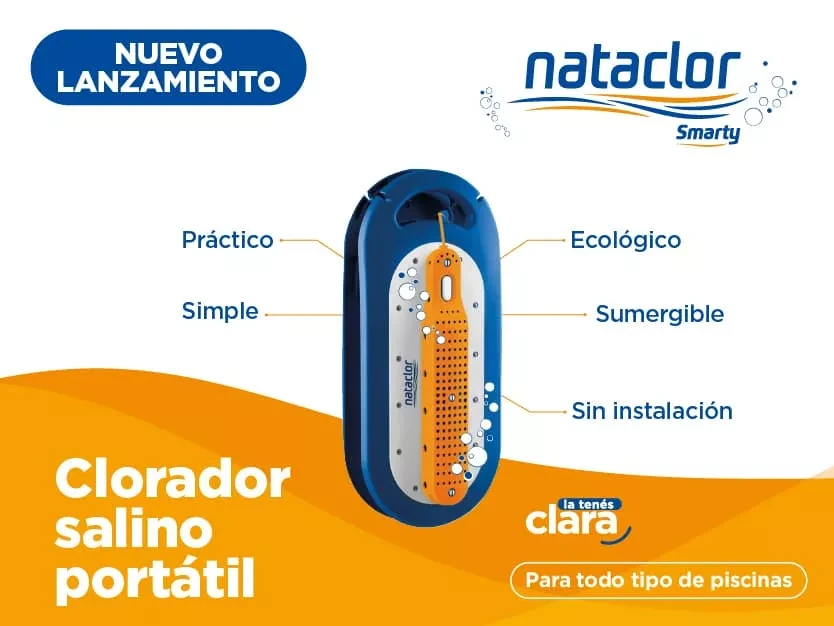 NUEVO
LANZAMIENTO
nataclor
Smarty
Práctico
Ecológico
Simple
Sumergible
nataclor
Sin instalación
Clorador
salino
portátil
la tenés
clara
Para todo tipo de piscinas